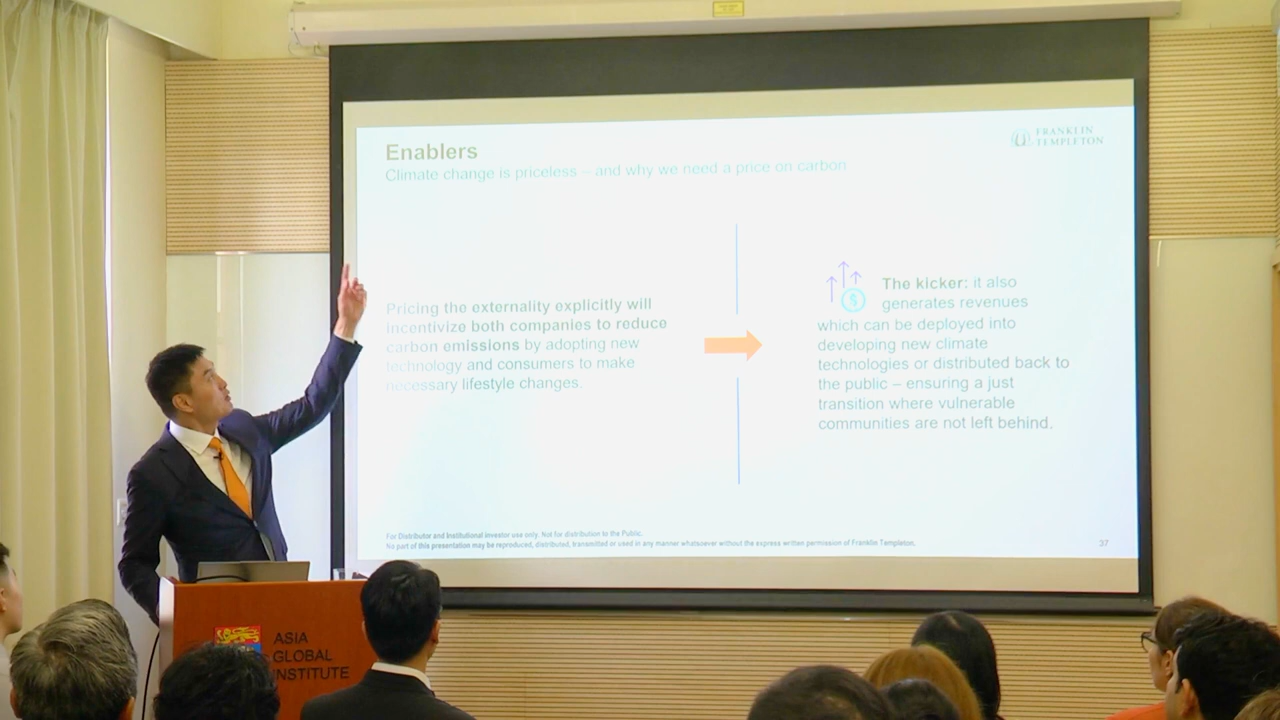 Enablers
Climate change is priceless – and why we need a price on carbon
FRANKLIN
TEMPLETON
Pricing the externality explicitly will
incentivize both companies to reduce
carbon emissions by adopting new
technology and consumers to make
necessary lifestyle changes.
$
The kicker: it also
generates revenues
which can be deployed into
developing new climate
technologies or distributed back to
the public – ensuring a just
transition where vulnerable
communities are not left behind.
For Distributor and Institutional Investor use only. Not for distribution to the Public.
No part of this presentation may be reproduced, distributed, transmitted or used in any manner whatsoever without the express written permission of Franklin Templeton.
37
ASIA
GLOBAL
INSTITUTE